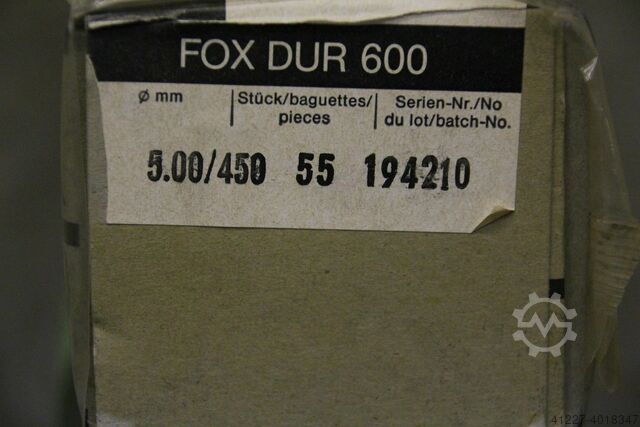 FOX DUR 600
ø mm Stück/baguettes/ Serien-Nr./No
pieces du lot/batch-No.
5.00/450 55 194210
41227-4018347